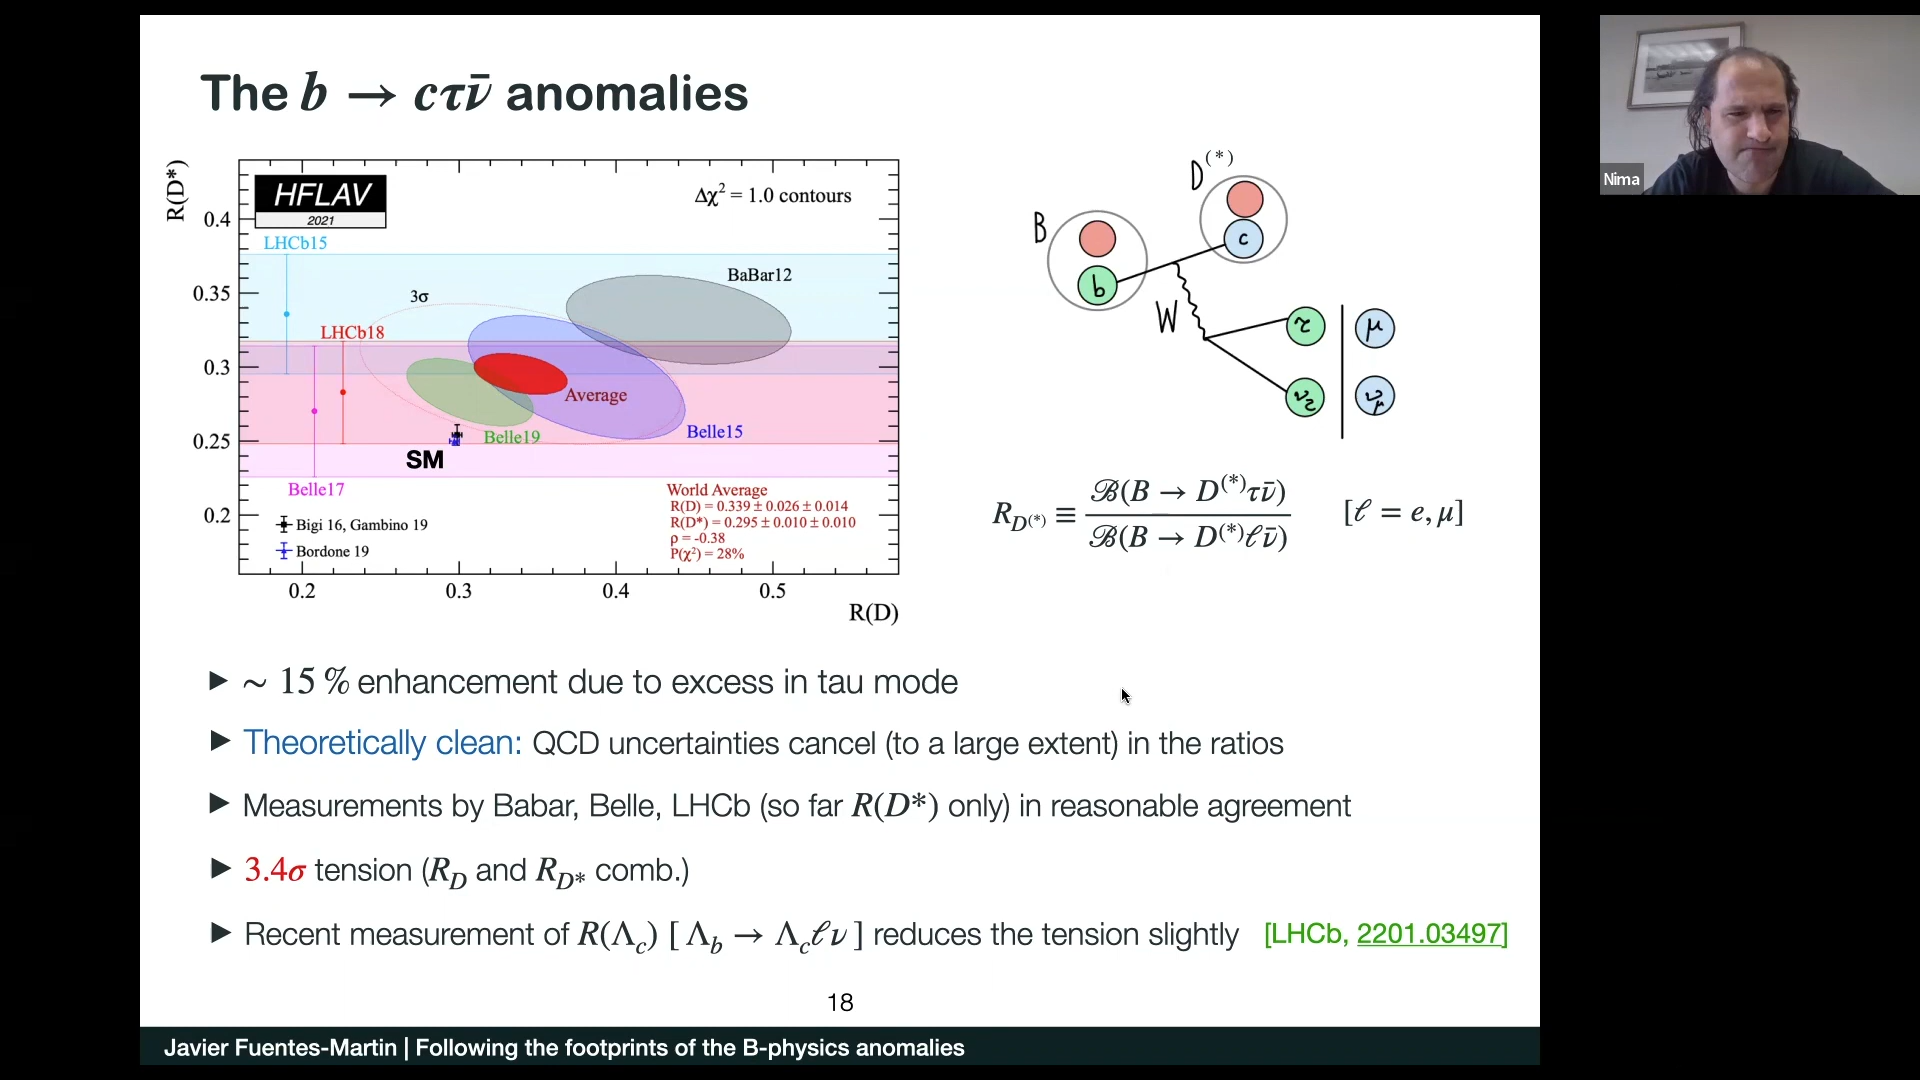 The b → cτν̄ anomalies
R(D*)
0.4
0.35
0.3
0.25
0.2
HFLAV
2021
Δχ² = 1.0 contours
LHCb15
BaBar12
3σ
LHCb18
Average
Belle19
Belle15
SM
Belle17
World Average
R(D) = 0.339 ± 0.026 ± 0.014
R(D*) = 0.295 ± 0.010 ± 0.010
ρ = -0.38
P(χ²) = 28%
Bigi 16, Gambino 19
Bordone 19
0.2 0.3 0.4 0.5
R(D)
D(*)
B
c
b
W
τ μ
ντ νμ
R_D(*) ≡ ℬ(B → D(*)τν̄) / ℬ(B → D(*)ℓν̄) [ℓ = e, μ]
▶ ~ 15 % enhancement due to excess in tau mode
▶ Theoretically clean: QCD uncertainties cancel (to a large extent) in the ratios
▶ Measurements by Babar, Belle, LHCb (so far R(D*) only) in reasonable agreement
▶ 3.4σ tension (R_D and R_D* comb.)
▶ Recent measurement of R(Λc) [ Λb → Λcℓν ] reduces the tension slightly [LHCb, 2201.03497]
18
Javier Fuentes-Martin | Following the footprints of the B-physics anomalies
Nima